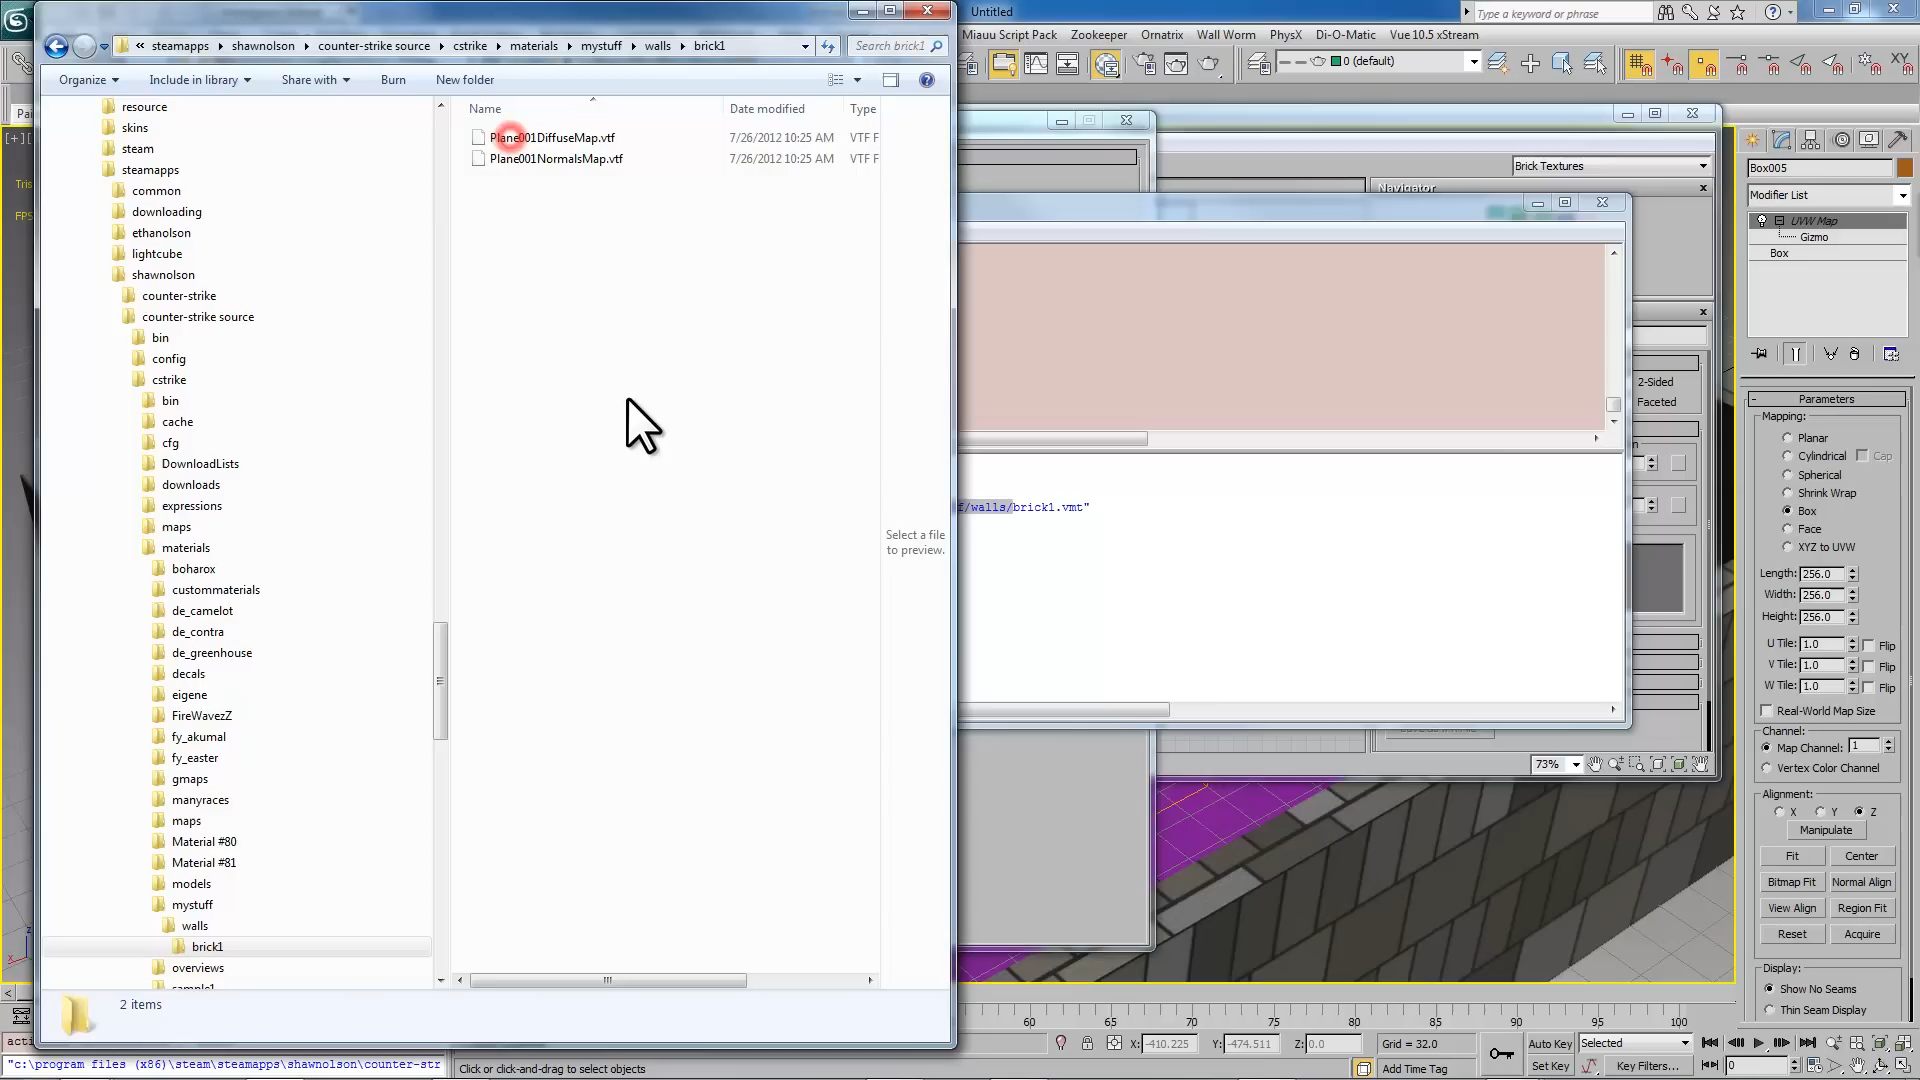 Untitled
Type a keyword or phrase
Miauu Script Pack Zookeeper Ornatrix Wall Worm PhysX Di-O-Matic Vue 10.5 xStream
0 (default)
« steamapps shawnolson counter-strike source cstrike materials mystuff walls brick1
Search brick1
Organize Include in library Share with Burn New folder
Name Date modified Type
Plane001DiffuseMap.vtf 7/26/2012 10:25 AM VTF F
Plane001NormalsMap.vtf 7/26/2012 10:25 AM VTF F
Select a file
to preview.
resource
skins
steam
steamapps
common
downloading
ethanolson
lightcube
shawnolson
counter-strike
counter-strike source
bin
config
cstrike
bin
cache
cfg
DownloadLists
downloads
expressions
maps
materials
boharox
custommaterials
de_camelot
de_contra
de_greenhouse
decals
eigene
FireWavezZ
fy_akumal
fy_easter
gmaps
manyraces
maps
Material #80
Material #81
models
mystuff
walls
brick1
overviews
sample1
2 items
Pai
[+]
Tris
FPS
Brick Textures
Navigator
f/walls/brick1.vmt"
2-Sided
Faceted
73%
Box005
Modifier List
UVW Map
Gizmo
Box
Parameters
Mapping:
Planar
Cylindrical Cap
Spherical
Shrink Wrap
Box
Face
XYZ to UVW
Length: 256.0
Width: 256.0
Height: 256.0
U Tile: 1.0 Flip
V Tile: 1.0 Flip
W Tile: 1.0 Flip
Real-World Map Size
Channel:
Map Channel: 1
Vertex Color Channel
Alignment:
X Y Z
Manipulate
Fit Center
Bitmap Fit Normal Align
View Align Region Fit
Reset Acquire
Display:
Show No Seams
Thin Seam Display
60 65 70 75 80 85 90 95 100
X: -410.225 Y: -474.511 Z: 0.0 Grid = 32.0
Auto Key Selected
Set Key Key Filters... 0
Add Time Tag
acti
"c:\program files (x86)\steam\steamapps\shawnolson\counter-str
Click or click-and-drag to select objects